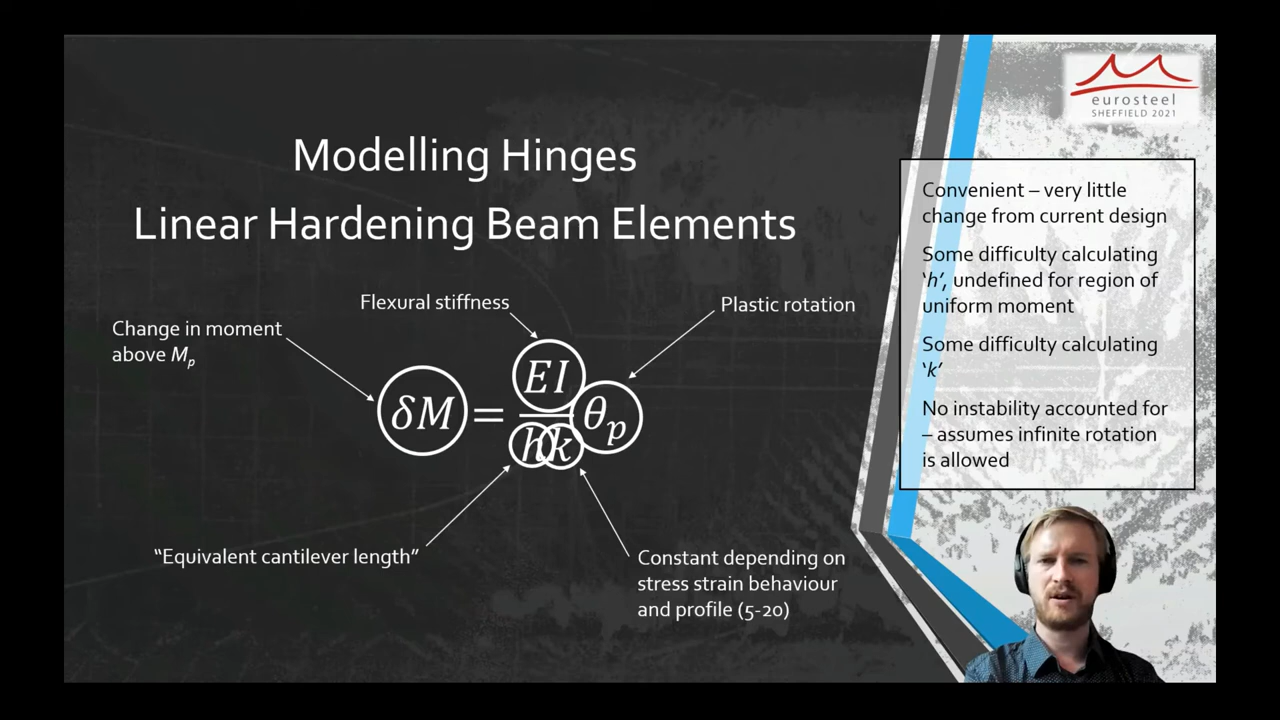 eurosteel
SHEFFIELD 2021
Modelling Hinges
Linear Hardening Beam Elements
Flexural stiffness
Plastic rotation
Change in moment
above Mₚ
δM = EI/hk θₚ
"Equivalent cantilever length"
Constant depending on
stress strain behaviour
and profile (5-20)
Convenient – very little
change from current design
Some difficulty calculating
'h', undefined for region of
uniform moment
Some difficulty calculating
'k'
No instability accounted for
– assumes infinite rotation
is allowed